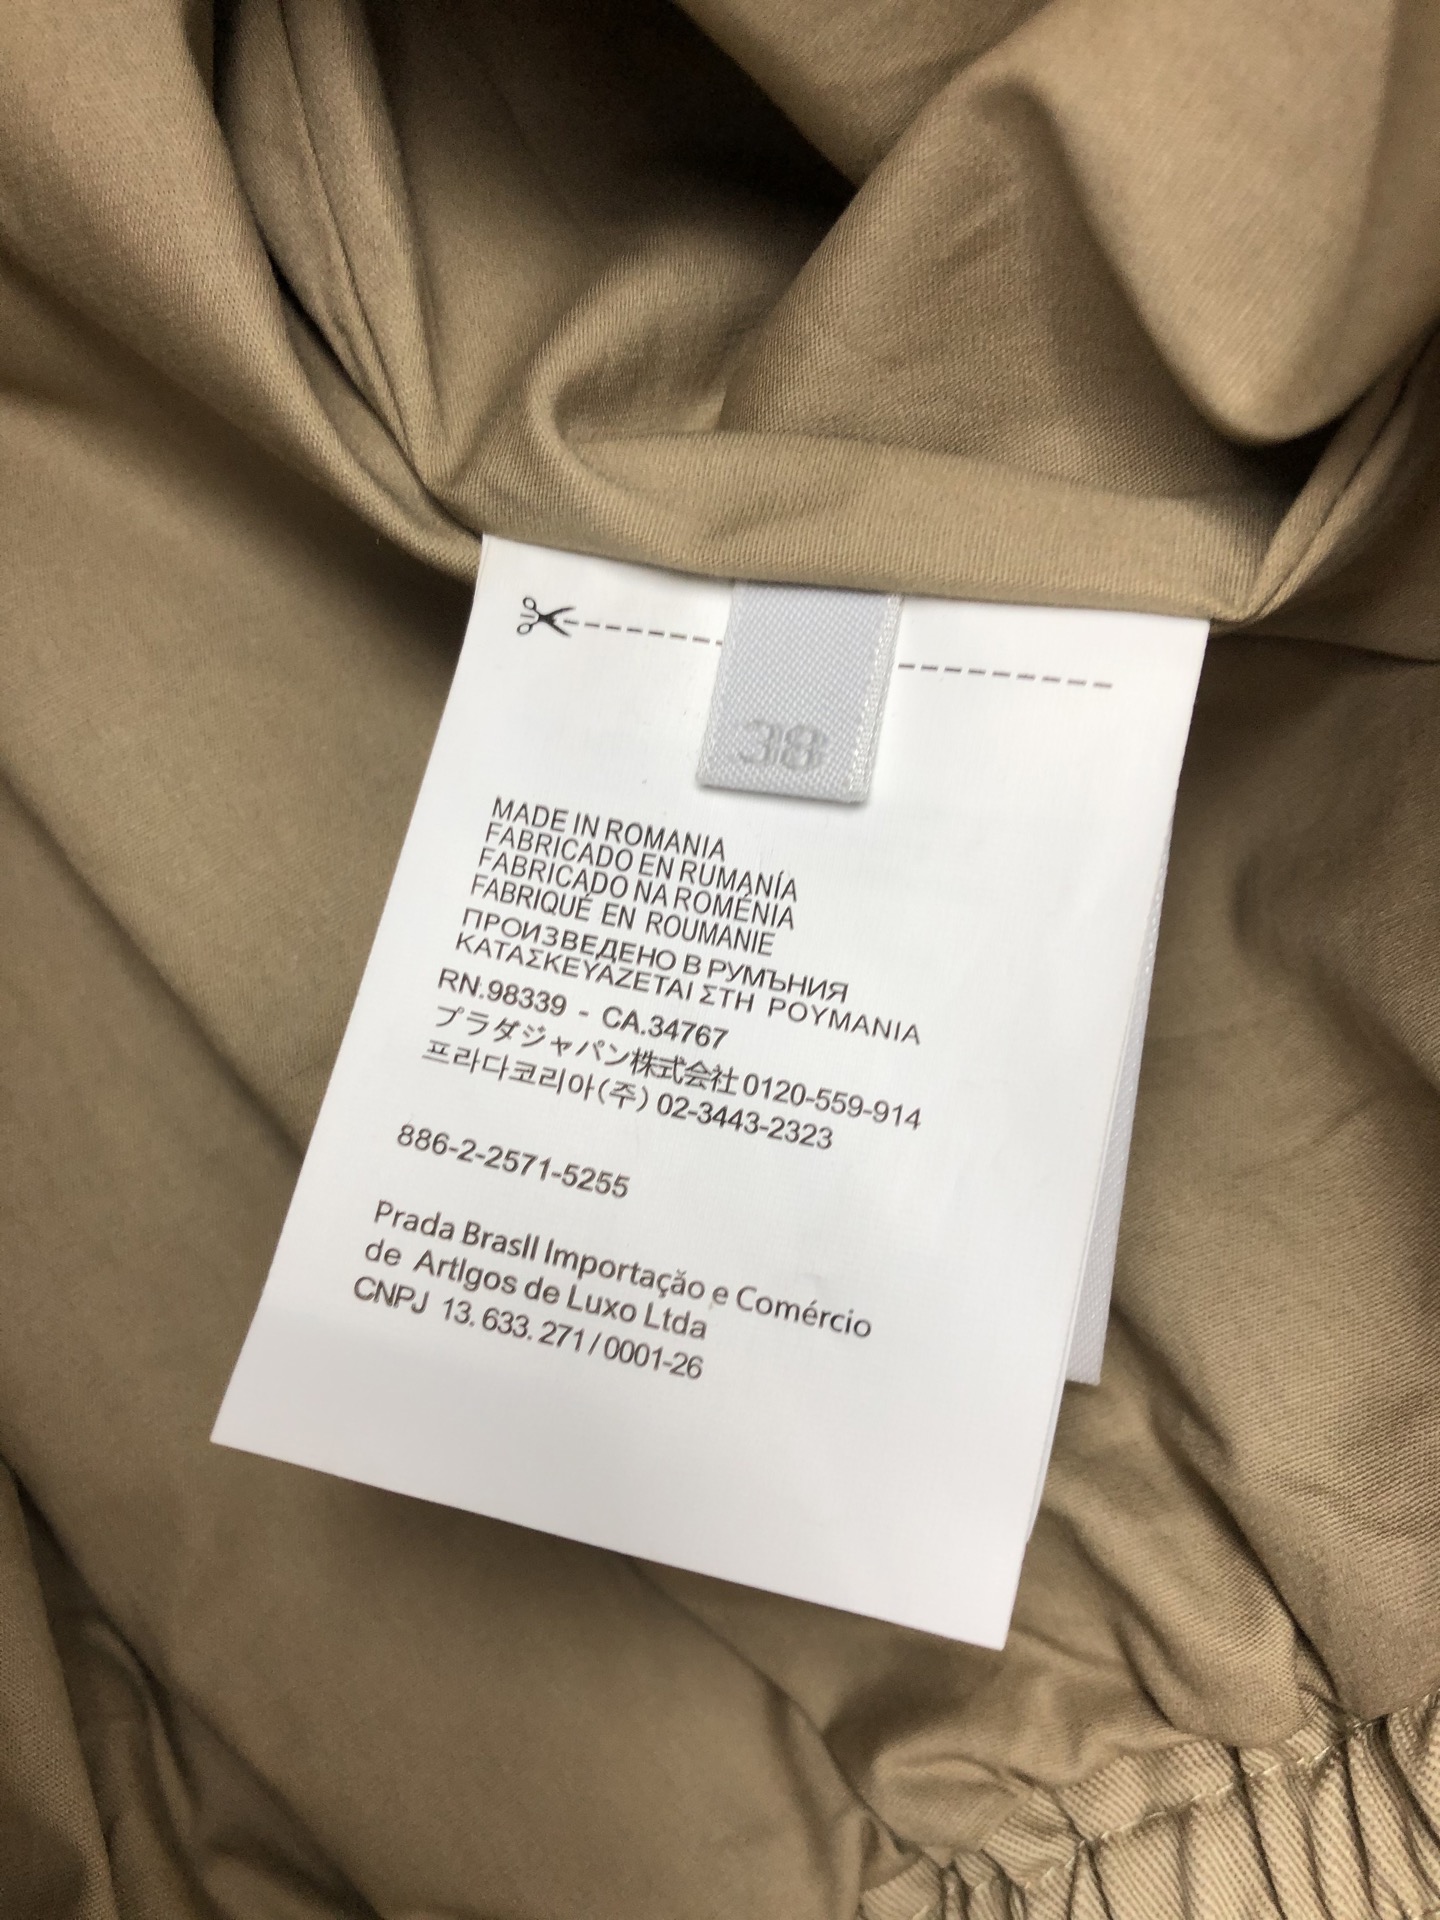 38
MADE IN ROMANIA
FABRICADO EN RUMANÍA
FABRICADO NA ROMÉNIA
FABRIQUÉ EN ROUMANIE
ПРОИЗВЕДЕНО В РУМЪНИЯ
ΚΑΤΑΣΚΕΥΆΖΕΤΑΙ ΣΤΗ ΡΟΥΜΑΝΙΑ
RN.98339 - CA.34767
プラダジャパン株式会社 0120-559-914
프라다코리아(주) 02-3443-2323
886-2-2571-5255
Prada BrasIl Importaçăo e Comércio
de ArtIgos de Luxo Ltda
CNPJ 13.633.271/0001-26